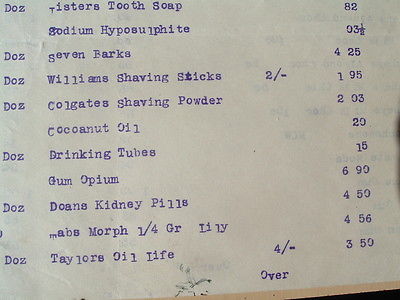 Doz Listers Tooth Soap 82
Sodium Hyposulphite 03½
Doz Seven Barks 4 25
Doz Williams Shaving Sticks 2/- 1 95
Doz Colgates Shaving Powder 2 03
Cocoanut Oil 20
Doz Drinking Tubes 15
Gum Opium 6 90
Doz Doans Kidney Pills 4 50
Tabs Morph 1/4 Gr Lily 4 56
Doz Taylors Oil Life 4/- 3 50
Over